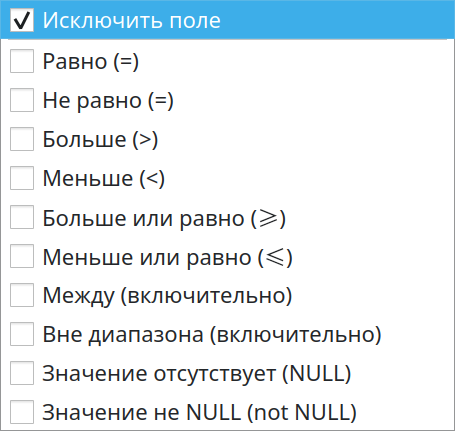 Исключить поле
Равно (=)
Не равно (=)
Больше (>)
Меньше (<)
Больше или равно (⩾)
Меньше или равно (⩽)
Между (включительно)
Вне диапазона (включительно)
Значение отсутствует (NULL)
Значение не NULL (not NULL)